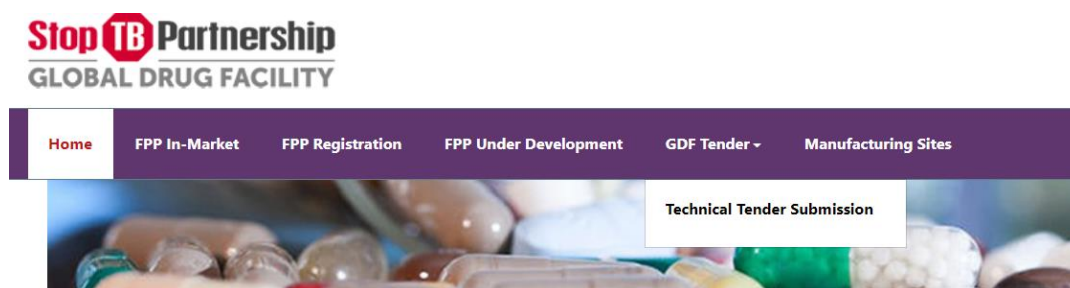 Stop TB Partnership
GLOBAL DRUG FACILITY
Home FPP In-Market FPP Registration FPP Under Development GDF Tender Manufacturing Sites
Technical Tender Submission